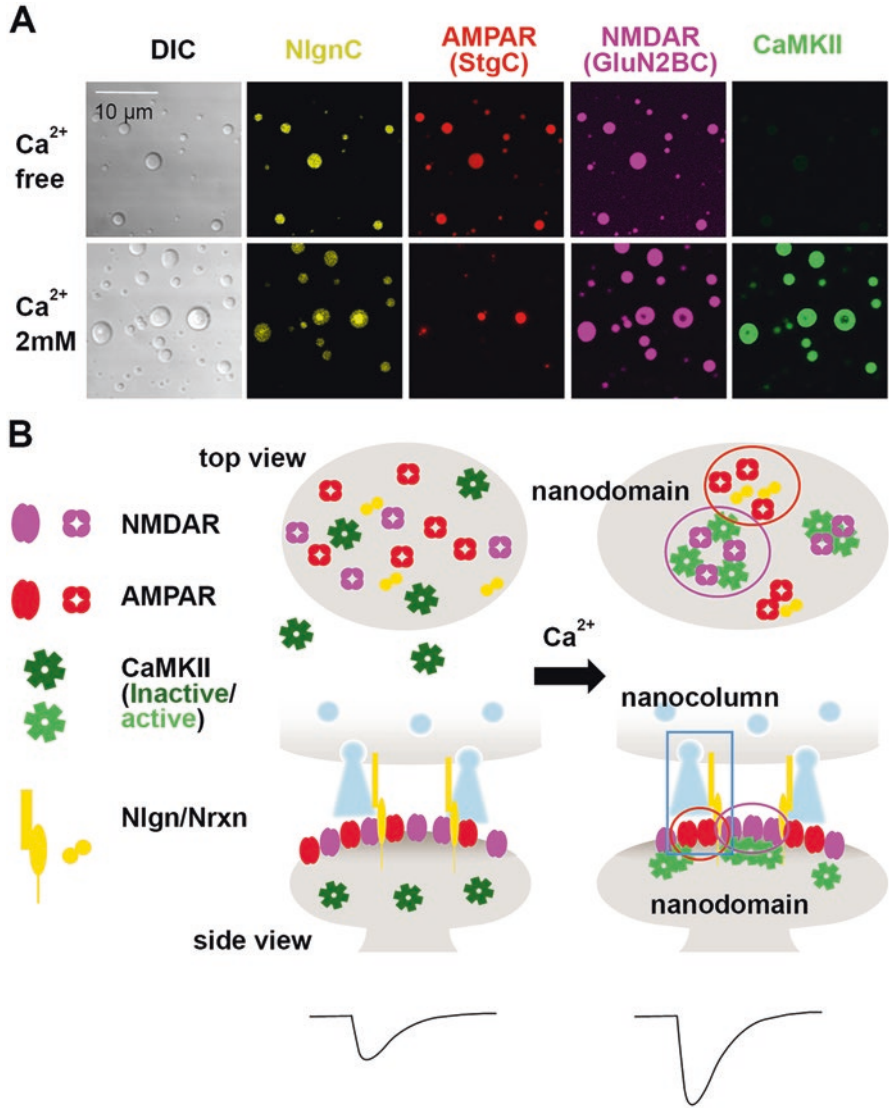 A
DIC
NlgnC
AMPAR
(StgC)
NMDAR
(GluN2BC)
CaMKII
10 µm
Ca2+
free
Ca2+
2mM
B
top view
nanodomain
NMDAR
AMPAR
CaMKII
(Inactive/
active)
Ca2+
nanocolumn
Nlgn/Nrxn
nanodomain
side view